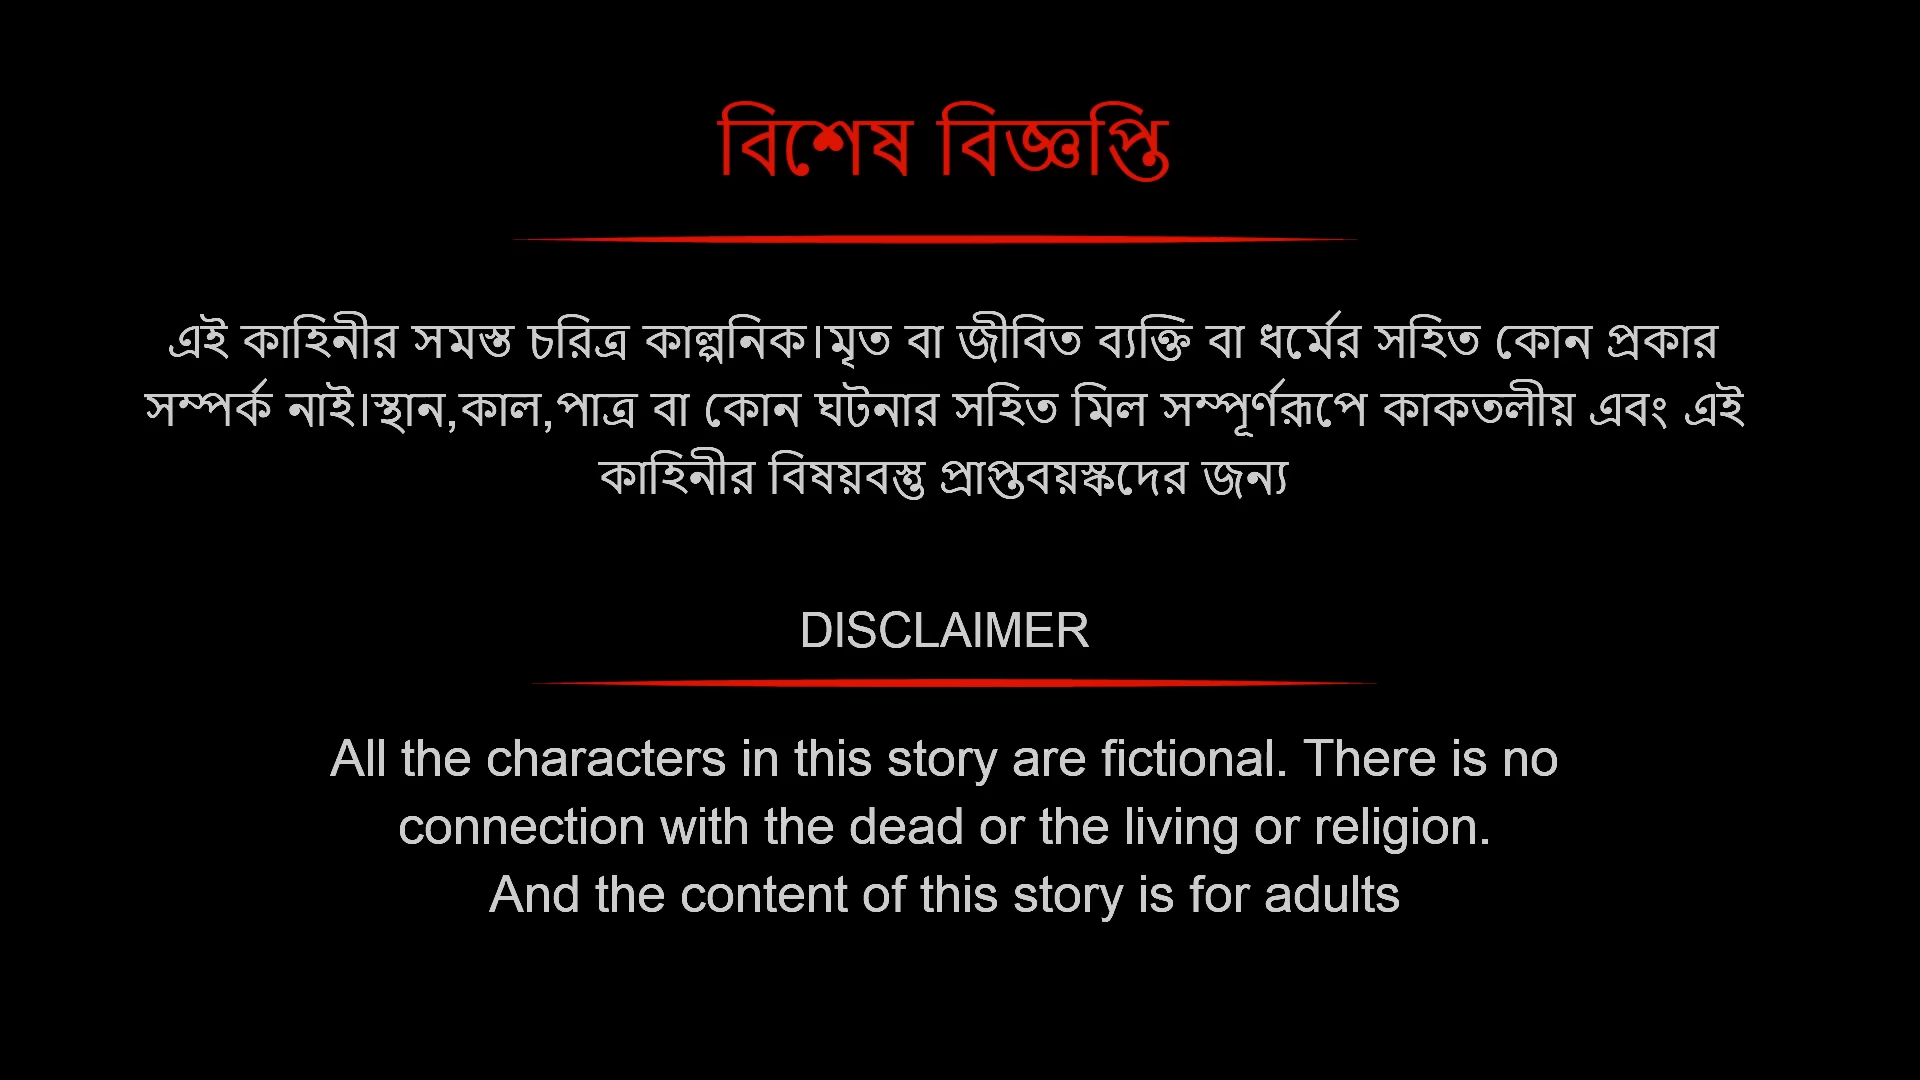 বিশেষ বিজ্ঞপ্তি
এই কাহিনীর সমস্ত চরিত্র কাল্পনিক।মৃত বা জীবিত ব্যক্তি বা ধর্মের সহিত কোন প্রকার
সম্পর্ক নাই।স্থান,কাল,পাত্র বা কোন ঘটনার সহিত মিল সম্পূর্ণরূপে কাকতলীয় এবং এই
কাহিনীর বিষয়বস্তু প্রাপ্তবয়স্কদের জন্য
DISCLAIMER
All the characters in this story are fictional. There is no
connection with the dead or the living or religion.
And the content of this story is for adults